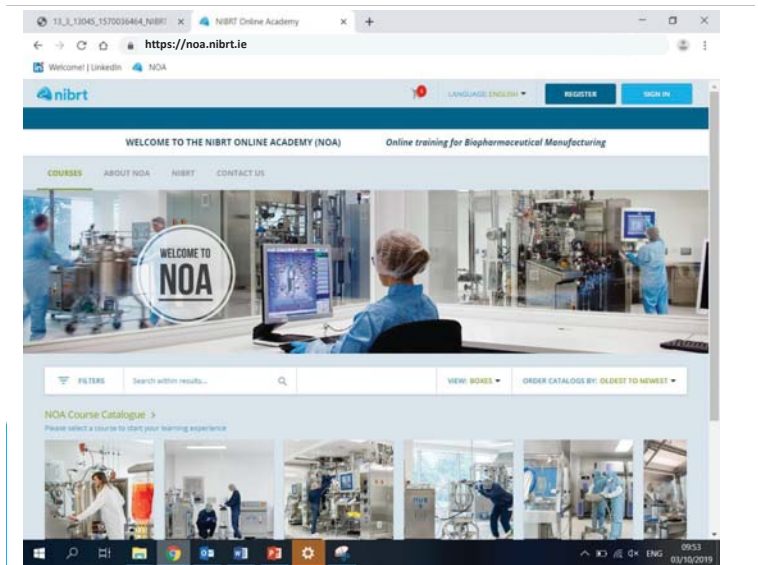 13_3_13045_1570036464_NIBRT
NIBRT Online Academy
https://noa.nibrt.ie
Welcome! | LinkedIn
NOA
nibrt
0
LANGUAGE: ENGLISH
REGISTER
SIGN IN
WELCOME TO THE NIBRT ONLINE ACADEMY (NOA)
Online training for Biopharmaceutical Manufacturing
COURSES
ABOUT NOA
NIBRT
CONTACT US
WELCOME TO
NOA
FILTERS
Search within results...
VIEW: BOXES
ORDER CATALOGS BY: OLDEST TO NEWEST
NOA Course Catalogue >
Please select a course to start your learning experience
ENG
09:53
03/10/2019